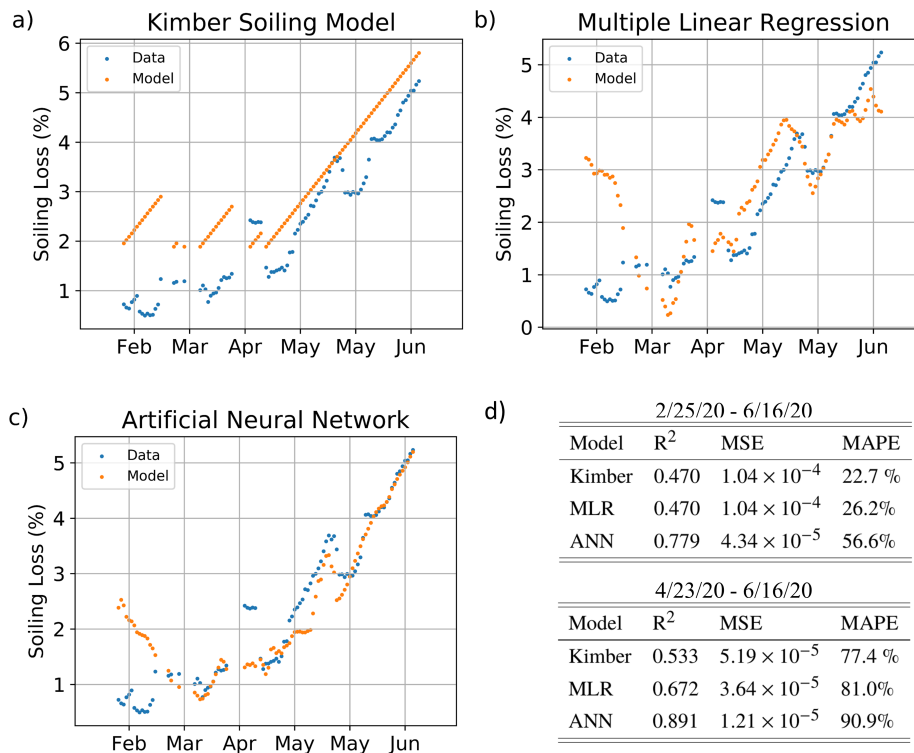 a)
Kimber Soiling Model
Data
Model
Soiling Loss (%)
6
5
4
3
2
1
Feb Mar Apr May May Jun
b)
Multiple Linear Regression
Data
Model
Soiling Loss (%)
5
4
3
2
1
0
Feb Mar Apr May May Jun
c)
Artificial Neural Network
Data
Model
Soiling Loss (%)
5
4
3
2
1
Feb Mar Apr May May Jun
d)
2/25/20 - 6/16/20
Model R² MSE MAPE
Kimber 0.470 1.04 × 10⁻⁴ 22.7 %
MLR 0.470 1.04 × 10⁻⁴ 26.2%
ANN 0.779 4.34 × 10⁻⁵ 56.6%
4/23/20 - 6/16/20
Model R² MSE MAPE
Kimber 0.533 5.19 × 10⁻⁵ 77.4 %
MLR 0.672 3.64 × 10⁻⁵ 81.0%
ANN 0.891 1.21 × 10⁻⁵ 90.9%